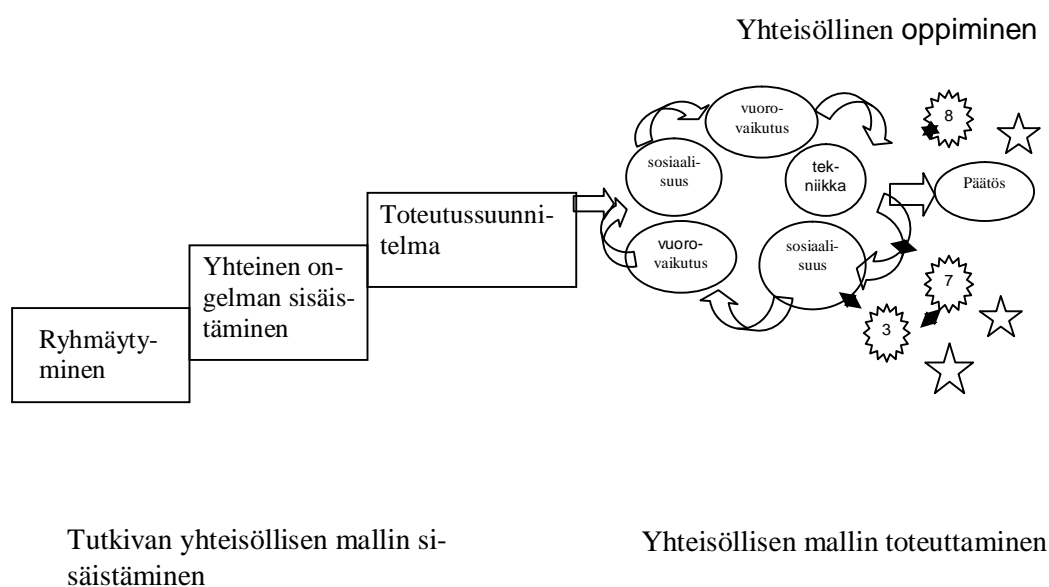 Yhteisöllinen oppiminen
vuoro-
vaikutus
8
sosiaali-
suus
tek-
niikka
Päätös
Toteutussuunni-
telma
vuoro-
vaikutus
sosiaali-
suus
Yhteinen on-
gelman sisäis-
täminen
7
3
Ryhmäyty-
minen
Tutkivan yhteisöllisen mallin si-
säistäminen
Yhteisöllisen mallin toteuttaminen